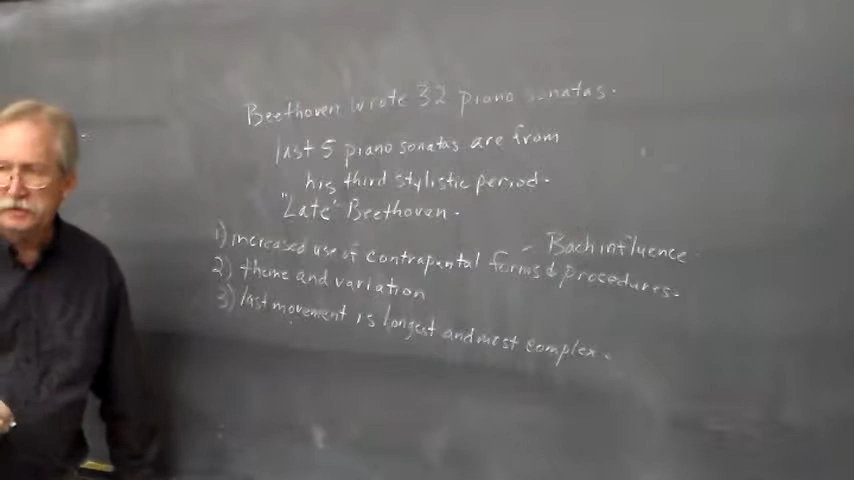 Beethoven wrote 32 piano sonatas.
last 5 piano sonatas are from
his third stylistic period.
"Late" Beethoven.
- Bach influence.
1) increased use of contrapuntal forms & procedures.
2) theme and variation
3) last movement is longest and most complex.